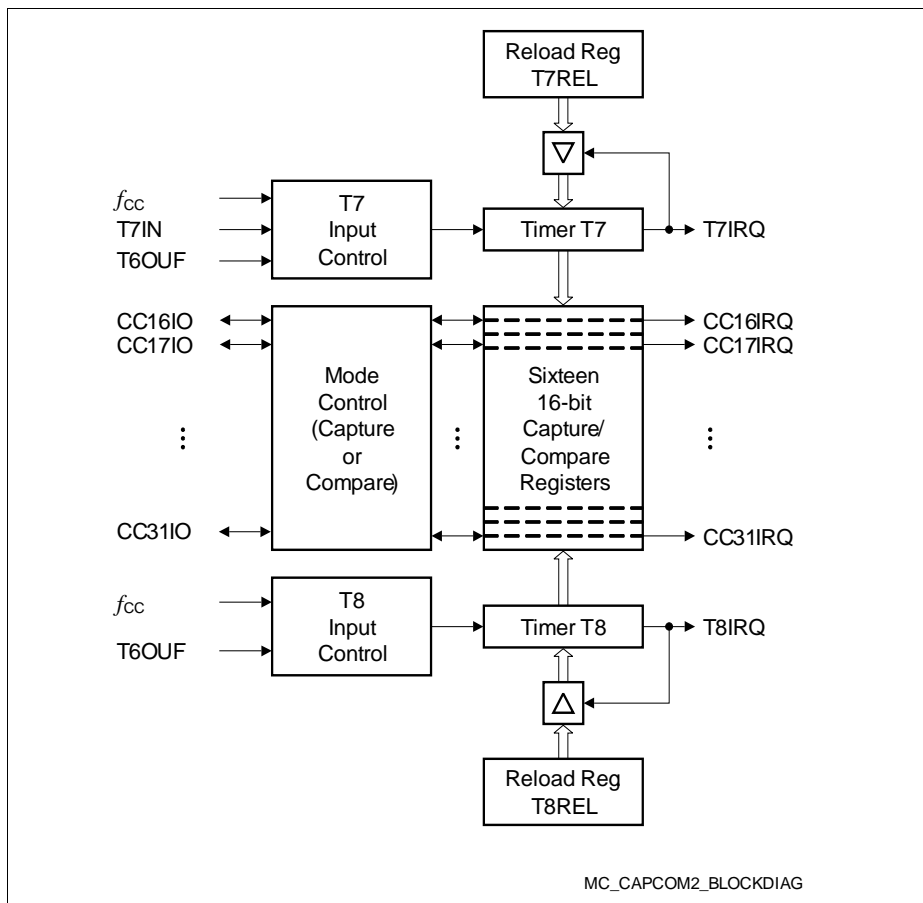 Reload Reg.
T7REL
fCC
T7IN
T6OUF
T7
Input
Control
Timer T7
T7IRQ
CC16IO
CC17IO
CC31IO
Mode
Control
(Capture
or
Compare)
Sixteen
16-bit
Capture/
Compare
Registers
CC16IRQ
CC17IRQ
CC31IRQ
fCC
T6OUF
T8
Input
Control
Timer T8
T8IRQ
Reload Reg.
T8REL
MC_CAPCOM2_BLOCKDIAG